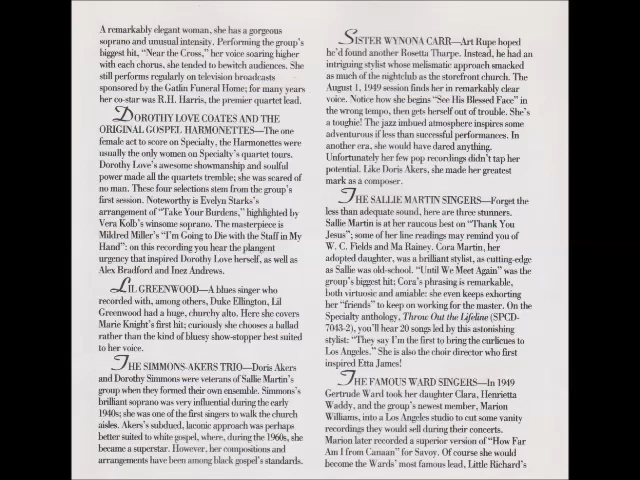 A remarkably elegant woman, she has a gorgeous
soprano and unusual intensity. Performing the group's
biggest hit, "Near the Cross," her voice soaring higher
with each chorus, she tended to bewitch audiences. She
still performs regularly on television broadcasts
sponsored by the Gatlin Funeral Home; for many years
her co-star was R.H. Harris, the premier quartet lead.
DOROTHY LOVE COATES AND THE
ORIGINAL GOSPEL HARMONETTES—The one
female act to score on Specialty, the Harmonettes were
usually the only women on Specialty's quartet tours.
Dorothy Love's awesome showmanship and soulful
power made all the quartets tremble; she was scared of
no man. These four selections stem from the group's
first session. Noteworthy is Evelyn Starks's
arrangement of "Take Your Burdens," highlighted by
Vera Kolb's winsome soprano. The masterpiece is
Mildred Miller's "I'm Going to Die with the Staff in My
Hand": on this recording you hear the plangent
urgency that inspired Dorothy Love herself, as well as
Alex Bradford and Inez Andrews.
LIL GREENWOOD—A blues singer who
recorded with, among others, Duke Ellington, Lil
Greenwood had a huge, churchy alto. Here she covers
Marie Knight's first hit; curiously she chooses a ballad
rather than the kind of bluesy show-stopper best suited
to her voice.
THE SIMMONS-AKERS TRIO—Doris Akers
and Dorothy Simmons were veterans of Sallie Martin's
group when they formed their own ensemble. Simmons's
brilliant soprano was very influential during the early
1940s; she was one of the first singers to walk the church
aisles. Akers's subdued, laconic approach was perhaps
better suited to white gospel, where, during the 1960s, she
became a superstar. However, her compositions and
arrangements have been among black gospel's standards.
SISTER WYNONA CARR—Art Rupe hoped
he'd found another Rosetta Tharpe. Instead, he had an
intriguing stylist whose melismatic approach smacked
as much of the nightclub as the storefront church. The
August 1, 1949 session finds her in remarkably clear
voice. Notice how she begins "See His Blessed Face" in
the wrong tempo, then gets herself out of trouble. She's
a toughie! The jazz imbued atmosphere inspires some
adventurous if less than successful performances. In
another era, she would have dared anything.
Unfortunately her few pop recordings didn't tap her
potential. Like Doris Akers, she made her greatest
mark as a composer.
THE SALLIE MARTIN SINGERS—Forget the
less than adequate sound, here are three stunners.
Sallie Martin is at her raucous best on "Thank You
Jesus"; some of her line readings may remind you of
W. C. Fields and Ma Rainey. Cora Martin, her
adopted daughter, was a brilliant stylist, as cutting-edge
as Sallie was old-school. "Until We Meet Again" was the
group's biggest hit; Cora's phrasing is remarkable,
both virtuosic and amiable: she even keeps exhorting
her "friends" to keep on working for the master. On the
Specialty anthology, Throw Out the Lifeline (SPCD-
7043-2), you'll hear 20 songs led by this astonishing
stylist: "They say I'm the first to bring the curlicues to
Los Angeles." She is also the choir director who first
inspired Etta James!
THE FAMOUS WARD SINGERS—In 1949
Gertrude Ward took her daughter Clara, Henrietta
Waddy, and the group's newest member, Marion
Williams, into a Los Angeles studio to cut some vanity
recordings they would sell during their concerts.
Marion later recorded a superior version of "How Far
Am I from Canaan" for Savoy. Of course she would
become the Wards' most famous lead, Little Richard's